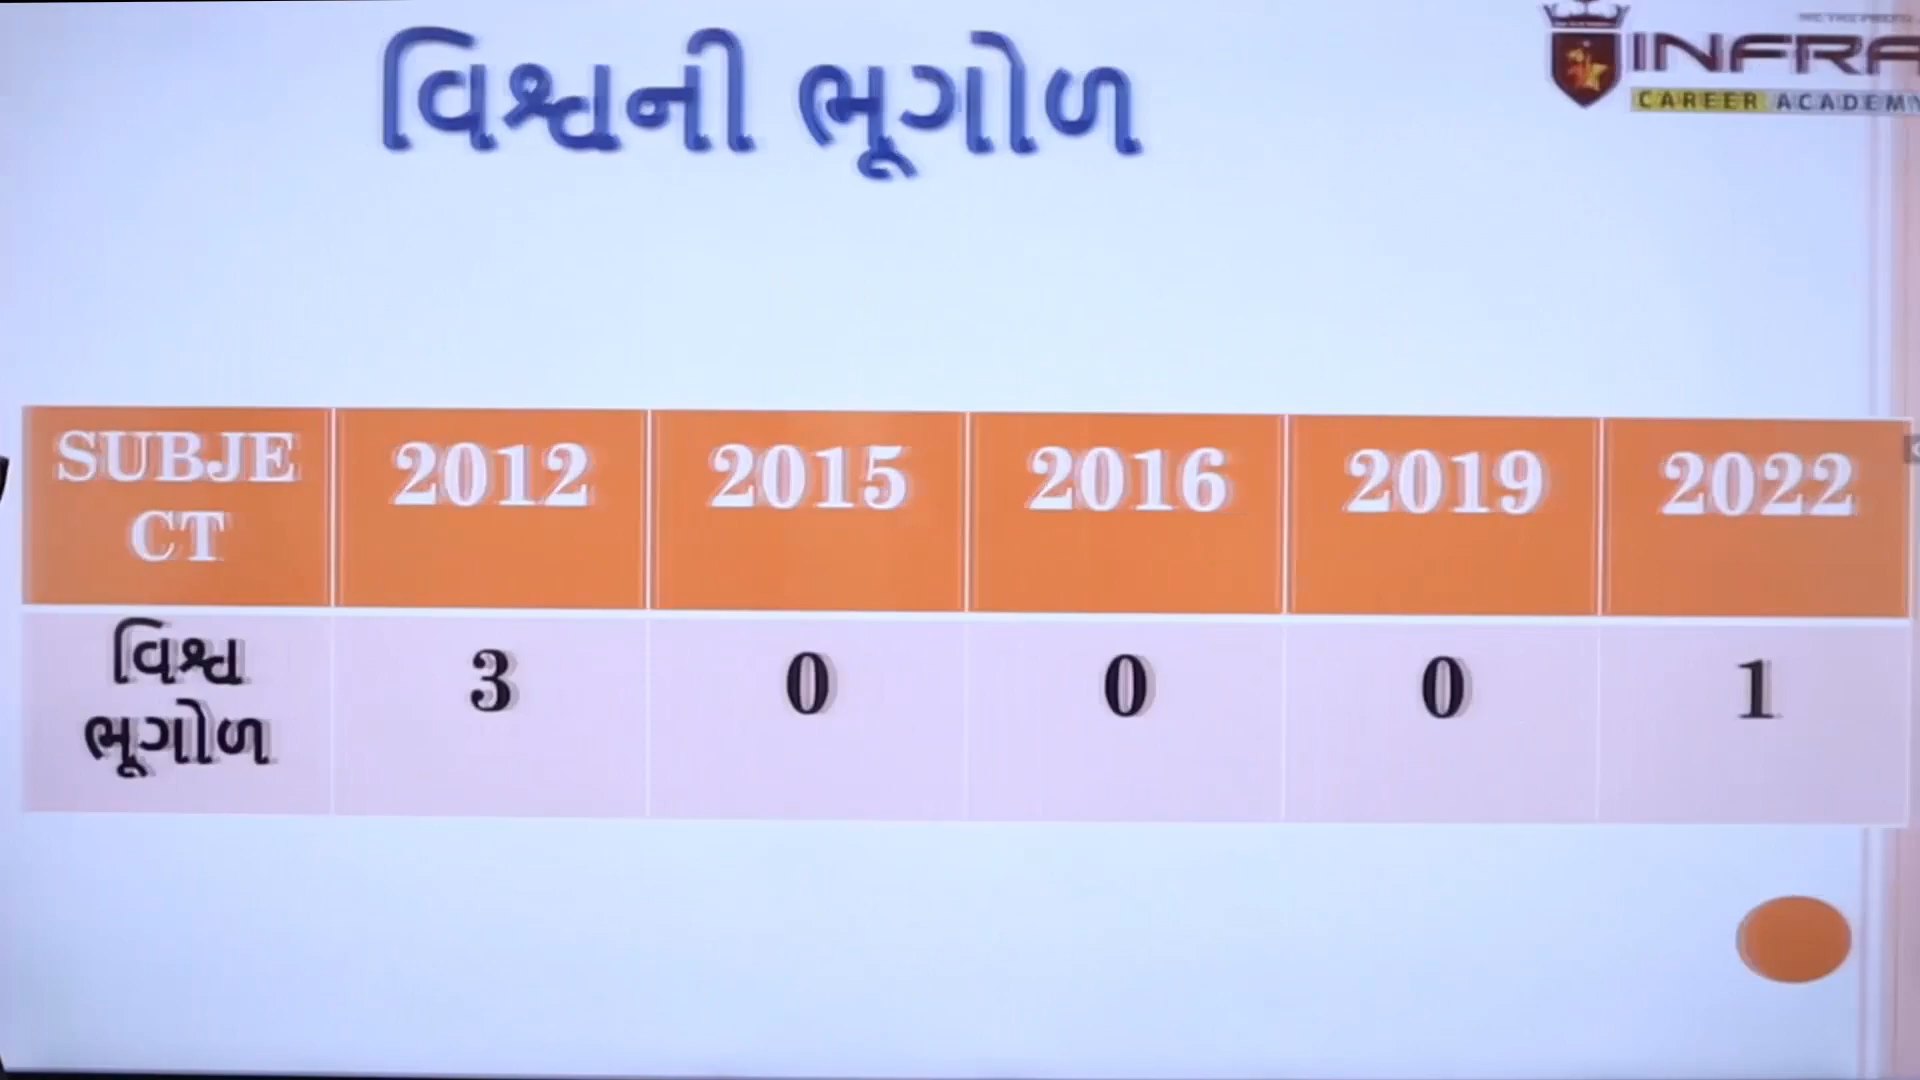 વિશ્વની ભૂગોળ
INFRA
CAREER ACADEMY
SUBJE
CT
2012
2015
2016
2019
2022
વિશ્વ
ભૂગોળ
3
0
0
0
1